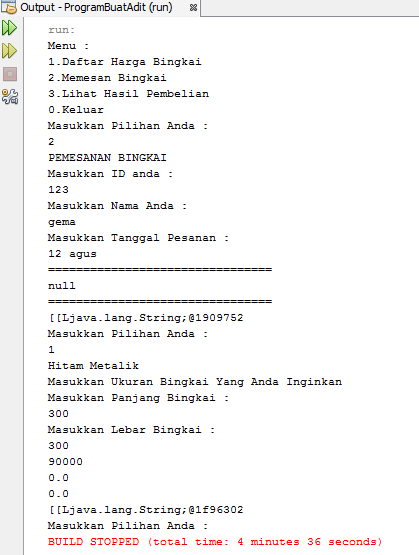 Output - ProgramBuatAdit (run)
run:
Menu :
1.Daftar Harga Bingkai
2.Memesan Bingkai
3.Lihat Hasil Pembelian
0.Keluar
Masukkan Pilihan Anda :
2
PEMESANAN BINGKAI
Masukkan ID anda :
123
Masukkan Nama Anda :
gema
Masukkan Tanggal Pesanan :
12 agus
================================
null
================================
[[Ljava.lang.String;@1909752
Masukkan Pilihan Anda :
1
Hitam Metalik
Masukkan Ukuran Bingkai Yang Anda Inginkan
Masukkan Panjang Bingkai :
300
Masukkan Lebar Bingkai :
300
90000
0.0
0.0
[[Ljava.lang.String;@1f96302
Masukkan Pilihan Anda :
BUILD STOPPED (total time: 4 minutes 36 seconds)